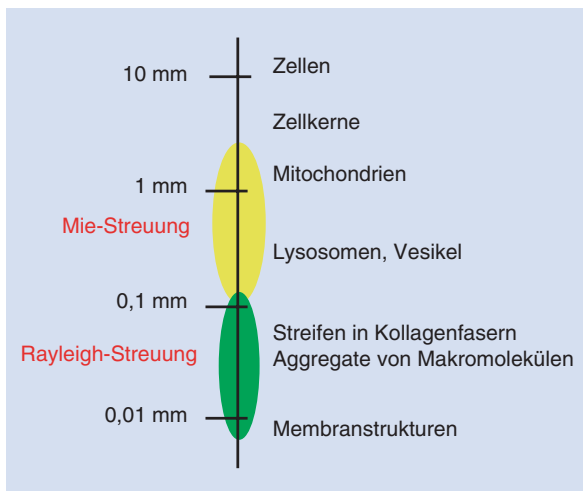 10 mm
Zellen
Zellkerne
1 mm
Mitochondrien
Mie-Streuung
Lysosomen, Vesikel
0,1 mm
Streifen in Kollagenfasern
Rayleigh-Streuung
Aggregate von Makromolekülen
0,01 mm
Membranstrukturen